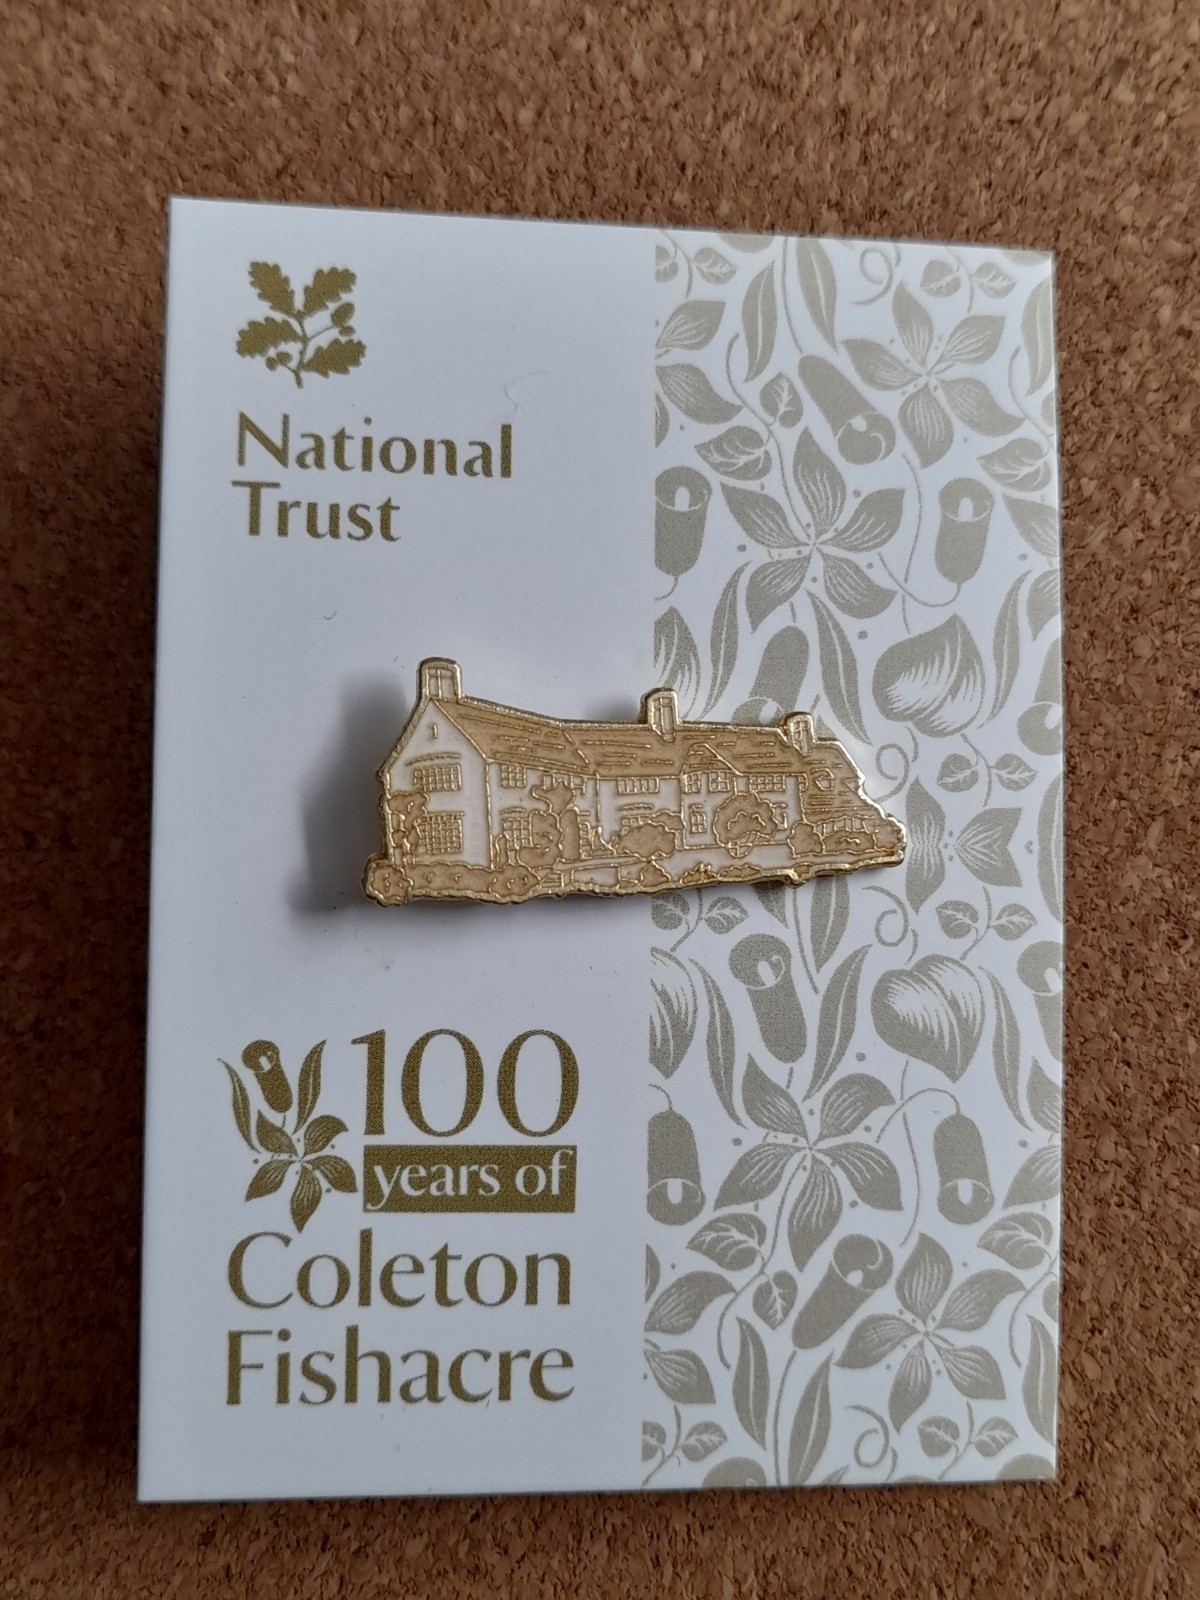 National
Trust
100
years of
Coleton
Fishacre